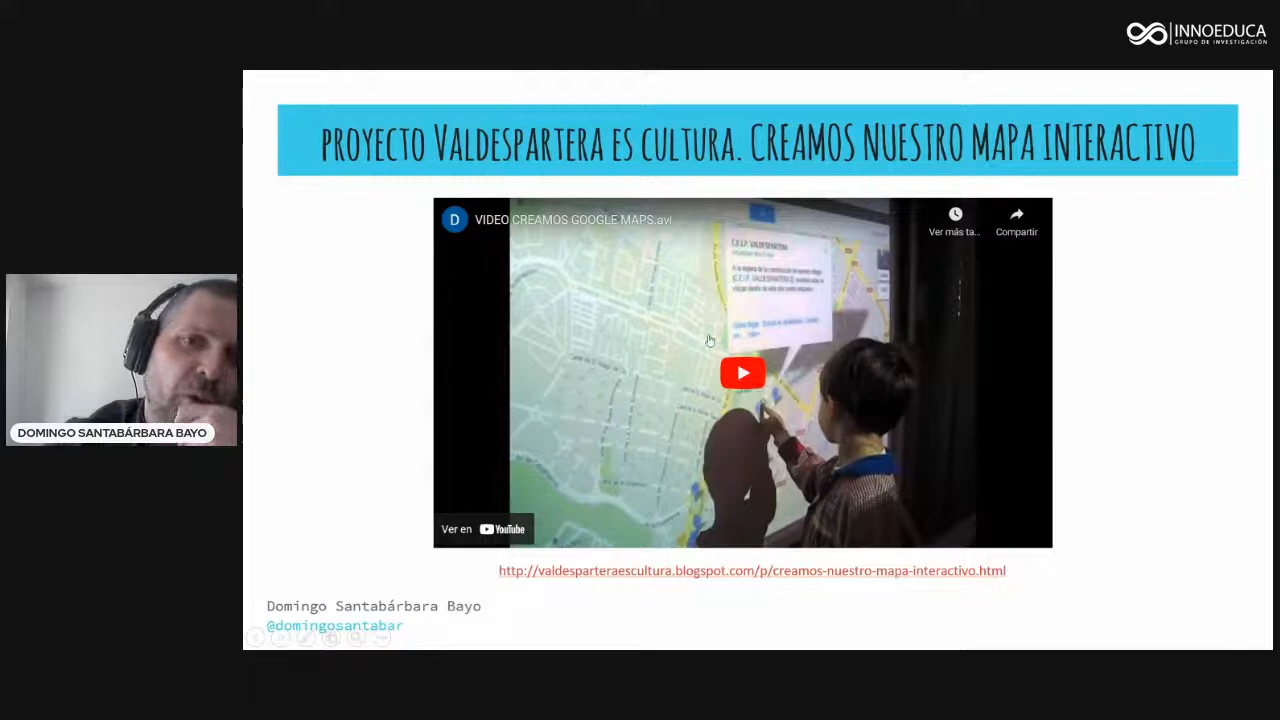 INNOEDUCA
GRUPO DE INVESTIGACIÓN
PROYECTO VALDESPARTERA ES CULTURA. CREAMOS NUESTRO MAPA INTERACTIVO
D VIDEO CREAMOS GOOGLE MAPS.avi
Ver más ta...
Compartir
C.E.I.P. VALDESPARTERA
Ver en YouTube
DOMINGO SANTABÁRBARA BAYO
http://valdesparteraescultura.blogspot.com/p/creamos-nuestro-mapa-interactivo.html
Domingo Santabárbara Bayo
@domingosantabar